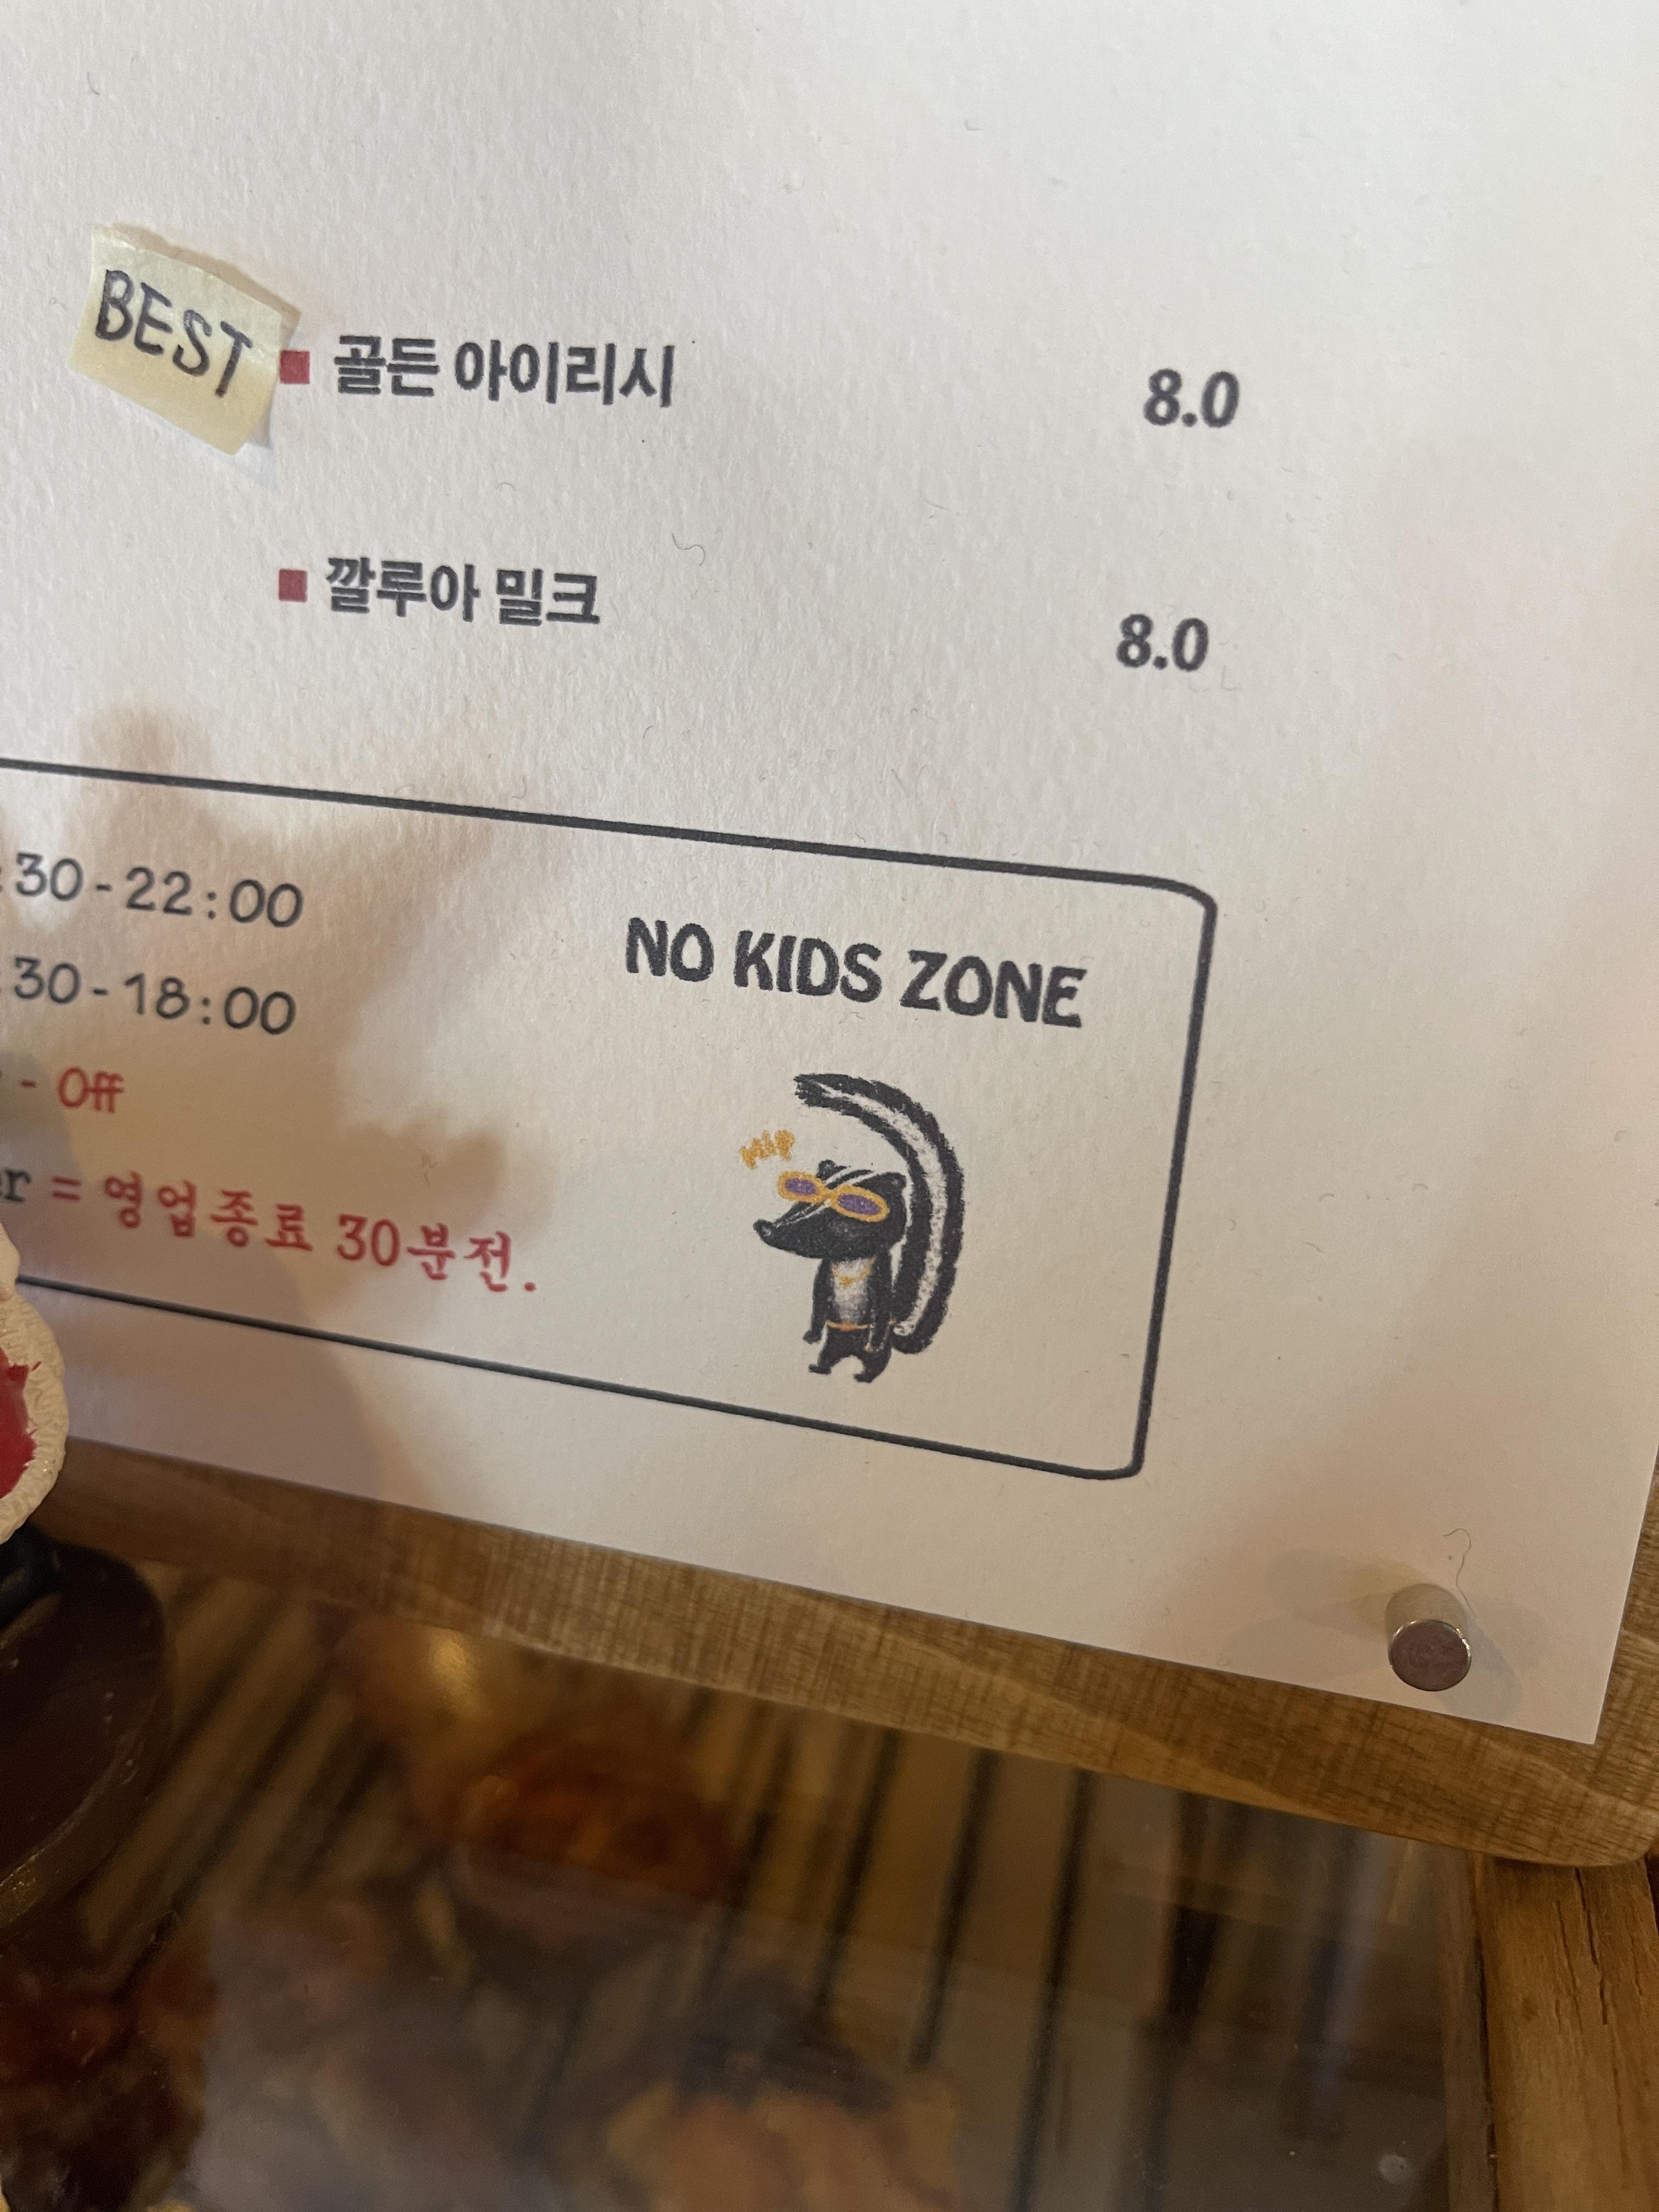 BEST
골든 아이리시 8.0
깔루아 밀크 8.0
:30-22:00
:30-18:00
- Off
er = 영업종료 30분전.
NO KIDS ZONE